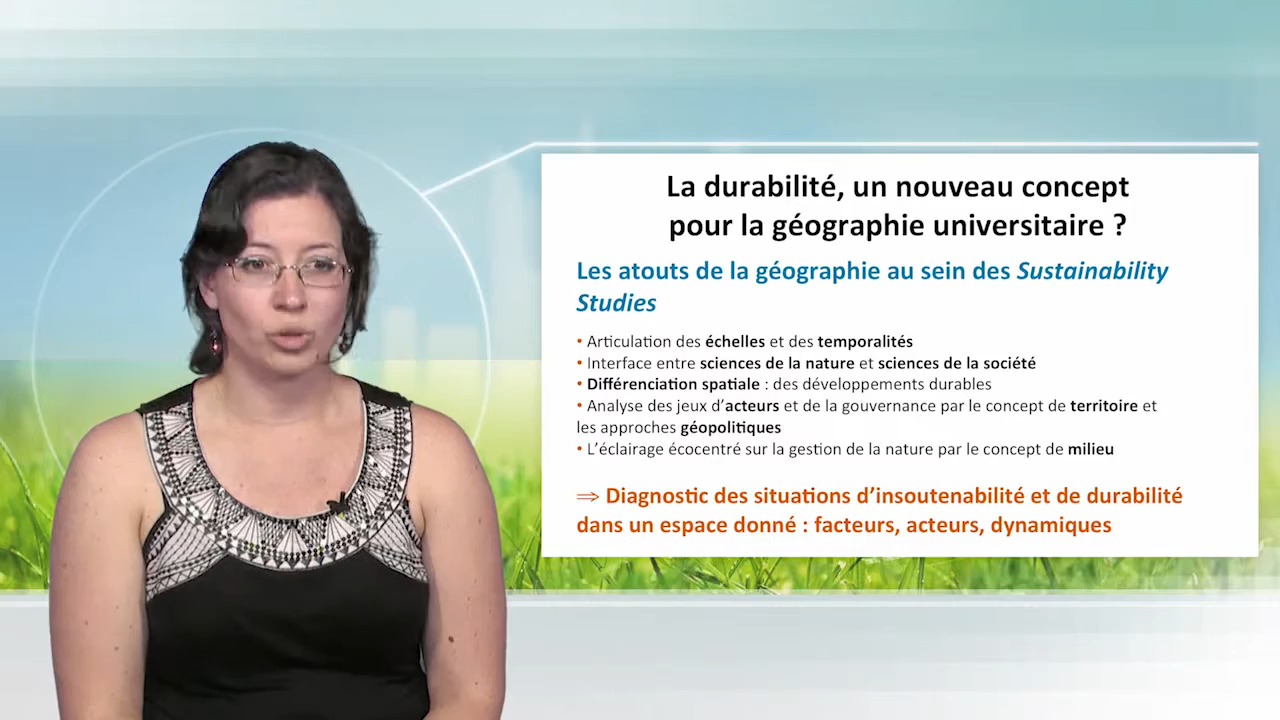 La durabilité, un nouveau concept
pour la géographie universitaire ?
Les atouts de la géographie au sein des Sustainability
Studies
• Articulation des échelles et des temporalités
• Interface entre sciences de la nature et sciences de la société
• Différenciation spatiale : des développements durables
• Analyse des jeux d’acteurs et de la gouvernance par le concept de territoire et
les approches géopolitiques
• L’éclairage écocentré sur la gestion de la nature par le concept de milieu
⇒ Diagnostic des situations d’insoutenabilité et de durabilité
dans un espace donné : facteurs, acteurs, dynamiques